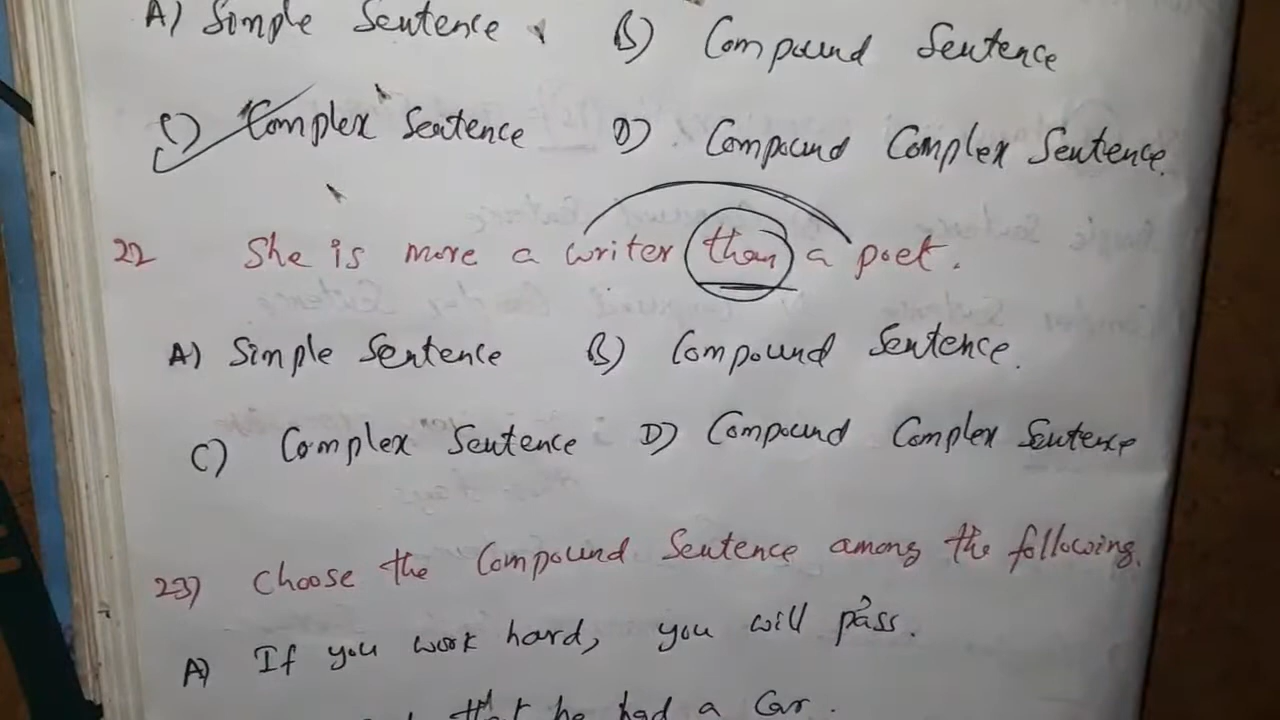 A) Simple Sentence B) Compound Sentence
C) Complex Sentence D) Compound Complex Sentence.
22 She is more a writer than a poet.
A) Simple Sentence B) Compound Sentence.
C) Complex Sentence D) Compound Complex Sentence
23) Choose the Compound Sentence among the following.
A) If you work hard, you will pass.
that he had a Car.